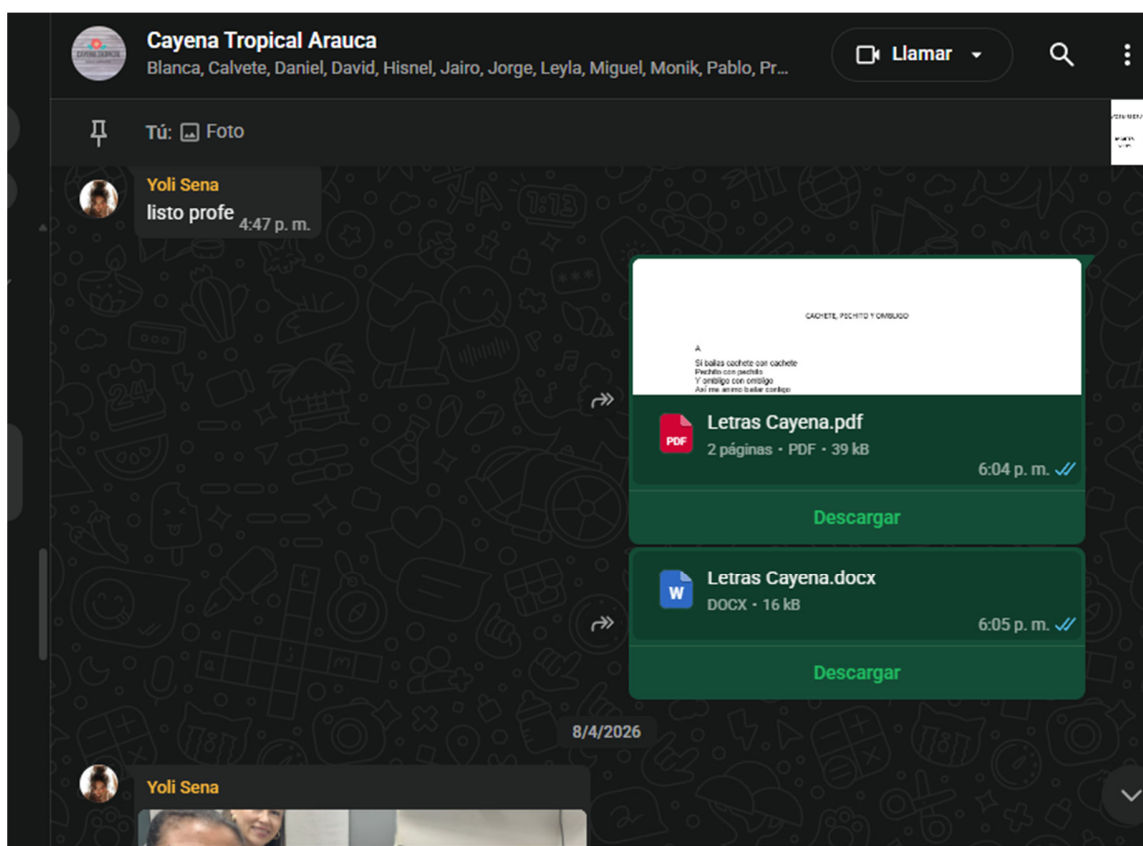 Cayena Tropical Arauca
Blanca, Calvete, Daniel, David, Hisnel, Jairo, Jorge, Leyla, Miguel, Monik, Pablo, Pr...
Llamar
Tú: Foto
Yoli Sena
listo profe
4:47 p. m.
CACHETE, PECHITO Y OMBLIGO
A
Si bailas cachete con cachete
Pechito con pechito
Y ombligo con ombligo
Así me animo bailar contigo
PDF
Letras Cayena.pdf
2 páginas • PDF • 39 kB
6:04 p. m.
Descargar
W
Letras Cayena.docx
DOCX • 16 kB
6:05 p. m.
Descargar
8/4/2026
Yoli Sena